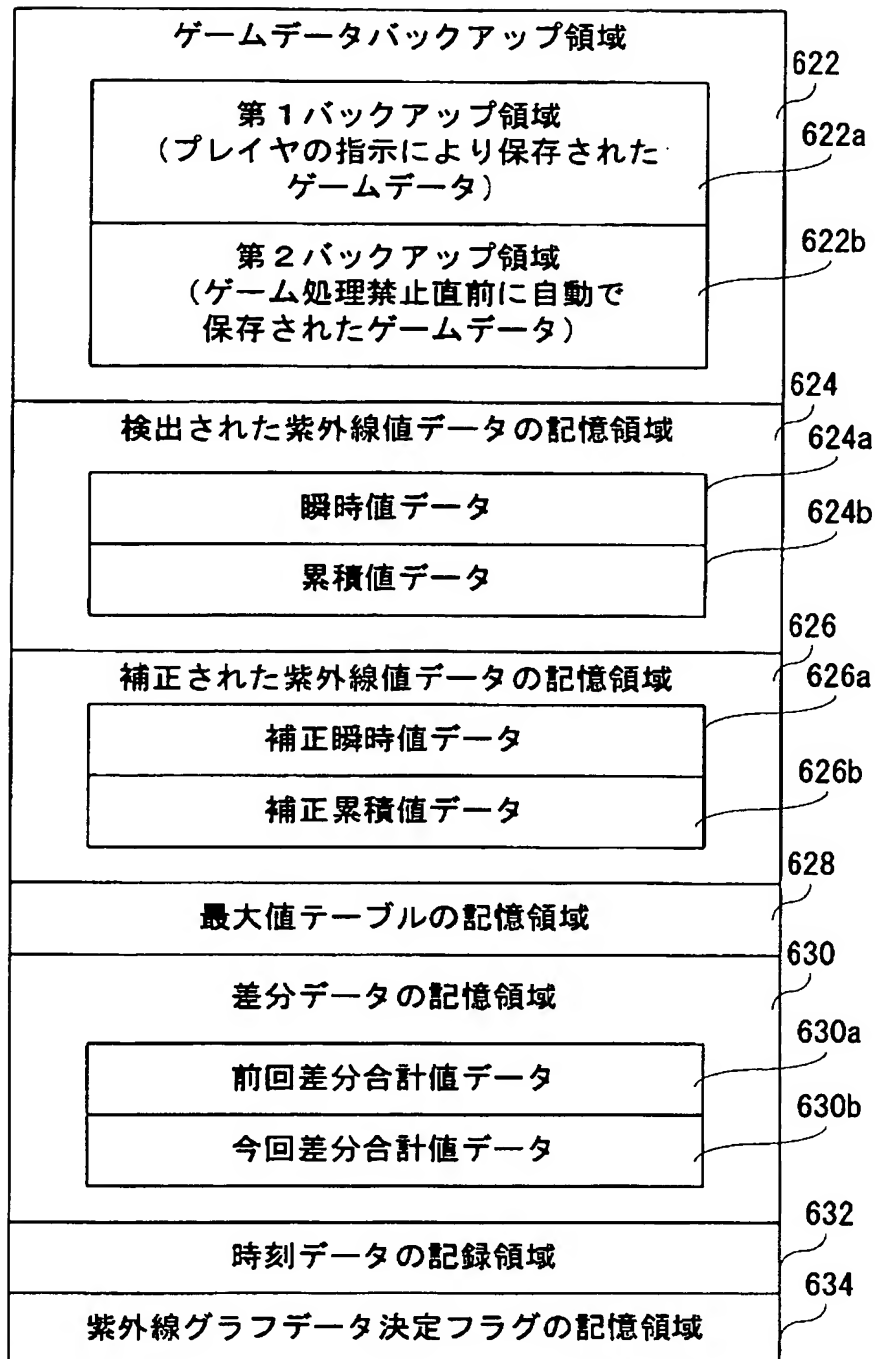 ゲームデータバックアップ領域
622
第1バックアップ領域
(プレイヤの指示により保存された
ゲームデータ)
622a
第2バックアップ領域
(ゲーム処理禁止直前に自動で
保存されたゲームデータ)
622b
624
検出された紫外線値データの記憶領域
624a
瞬時値データ
624b
累積値データ
626
補正された紫外線値データの記憶領域
626a
補正瞬時値データ
626b
補正累積値データ
628
最大値テーブルの記憶領域
630
差分データの記憶領域
630a
前回差分合計値データ
630b
今回差分合計値データ
632
時刻データの記録領域
634
紫外線グラフデータ決定フラグの記憶領域